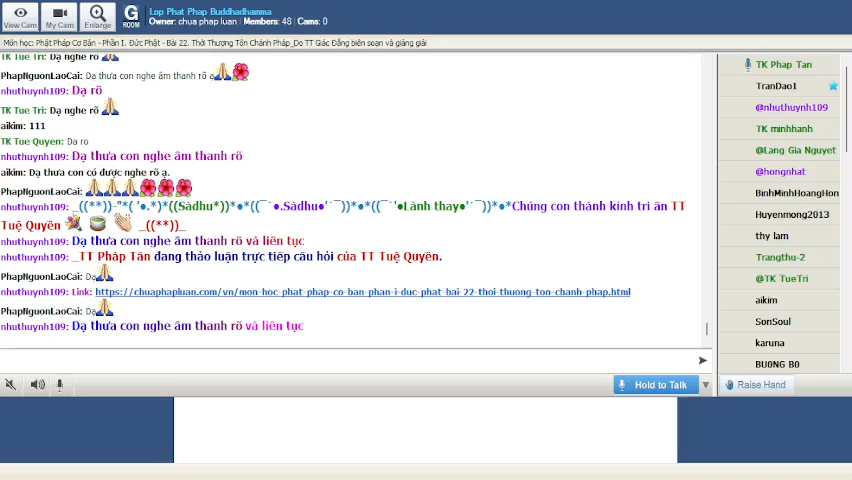 Lop Phat Phap Buddhadhamma
Owner: chua phap luan | Members: 48 | Cams: 0
View Cam
My Cam
Enlarge
G ROOM
Môn học: Phật Pháp Cơ Bản - Phần I. Đức Phật - Bài 22. Thời Thượng Tôn Chánh Pháp_Do TT Giác Đẳng biên soạn và giảng giải
TK Tue Tri: Dạ nghe rõ
PhapNguonLaoCai: Dạ thưa con nghe âm thanh rõ ạ
nhuthuynh109: Dạ rõ
TK Tue Tri: Dạ nghe rõ
aikim: 111
TK Tue Quyen: Da ro
nhuthuynh109: Dạ thưa con nghe âm thanh rõ
aikim: Dạ thưa con có được nghe rõ ạ.
PhapNguonLaoCai:
nhuthuynh109: _((**))-"*( '●.*)*((Sādhu*))*●*((¯`●.Sādhu●'´¯))*●*((¯`'●Lành thay●'´¯))*●*Chúng con thành kính tri ân TT
Tuệ Quyền _((**))_
nhuthuynh109: Dạ thưa con nghe âm thanh rõ và liên tục
nhuthuynh109: _TT Pháp Tân đang thảo luận trực tiếp câu hỏi của TT Tuệ Quyền.
PhapNguonLaoCai: Dạ
nhuthuynh109: Link: https://chuaphapluan.com/vn/mon-hoc-phat-phap-co-ban-phan-i-duc-phat-bai-22-thoi-thuong-ton-chanh-phap.html
PhapNguonLaoCai: Dạ
nhuthuynh109: Dạ thưa con nghe âm thanh rõ và liên tục
Hold to Talk
TK Phap Tan
TranDao1
@nhuthuynh109
TK minhhanh
@Lang Gia Nguyet
@hongnhat
BinhMinhHoangHon
Huyenmong2013
thy lam
Trangthu-2
@TK TueTri
aikim
SonSoul
karuna
BU0NG B0
Raise Hand